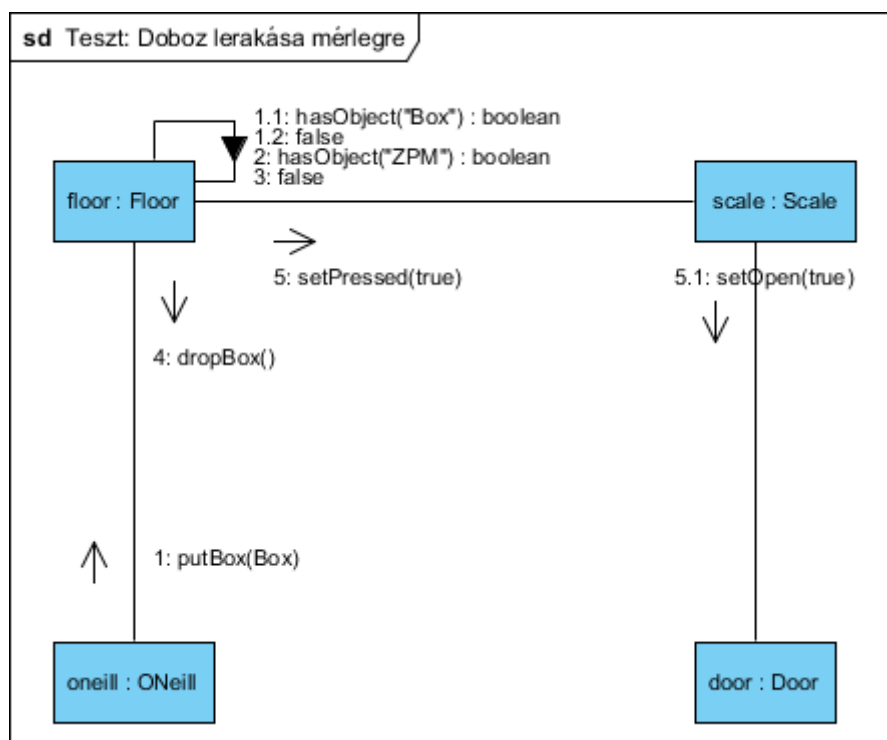 sd Teszt: Doboz lerakása mérlegre
1.1: hasObject("Box") : boolean
1.2: false
2: hasObject("ZPM") : boolean
3: false
floor : Floor
scale : Scale
5: setPressed(true)
5.1: setOpen(true)
4: dropBox()
1: putBox(Box)
oneill : ONeill
door : Door